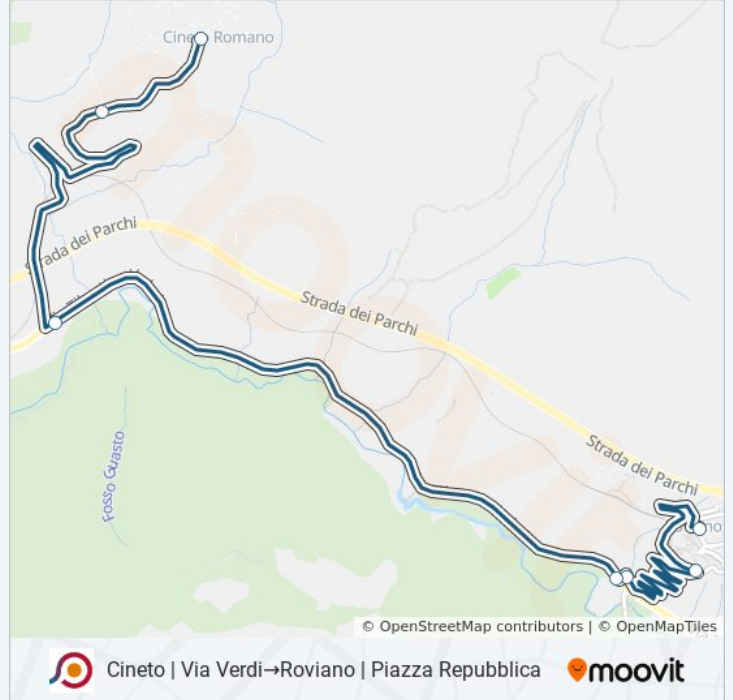 Cineto Romano
Strada dei Parchi
Strada dei Parchi
Strada dei Parchi
Fosso Guasto
© OpenStreetMap contributors | © OpenMapTiles
Cineto | Via Verdi→Roviano | Piazza Repubblica
moovit